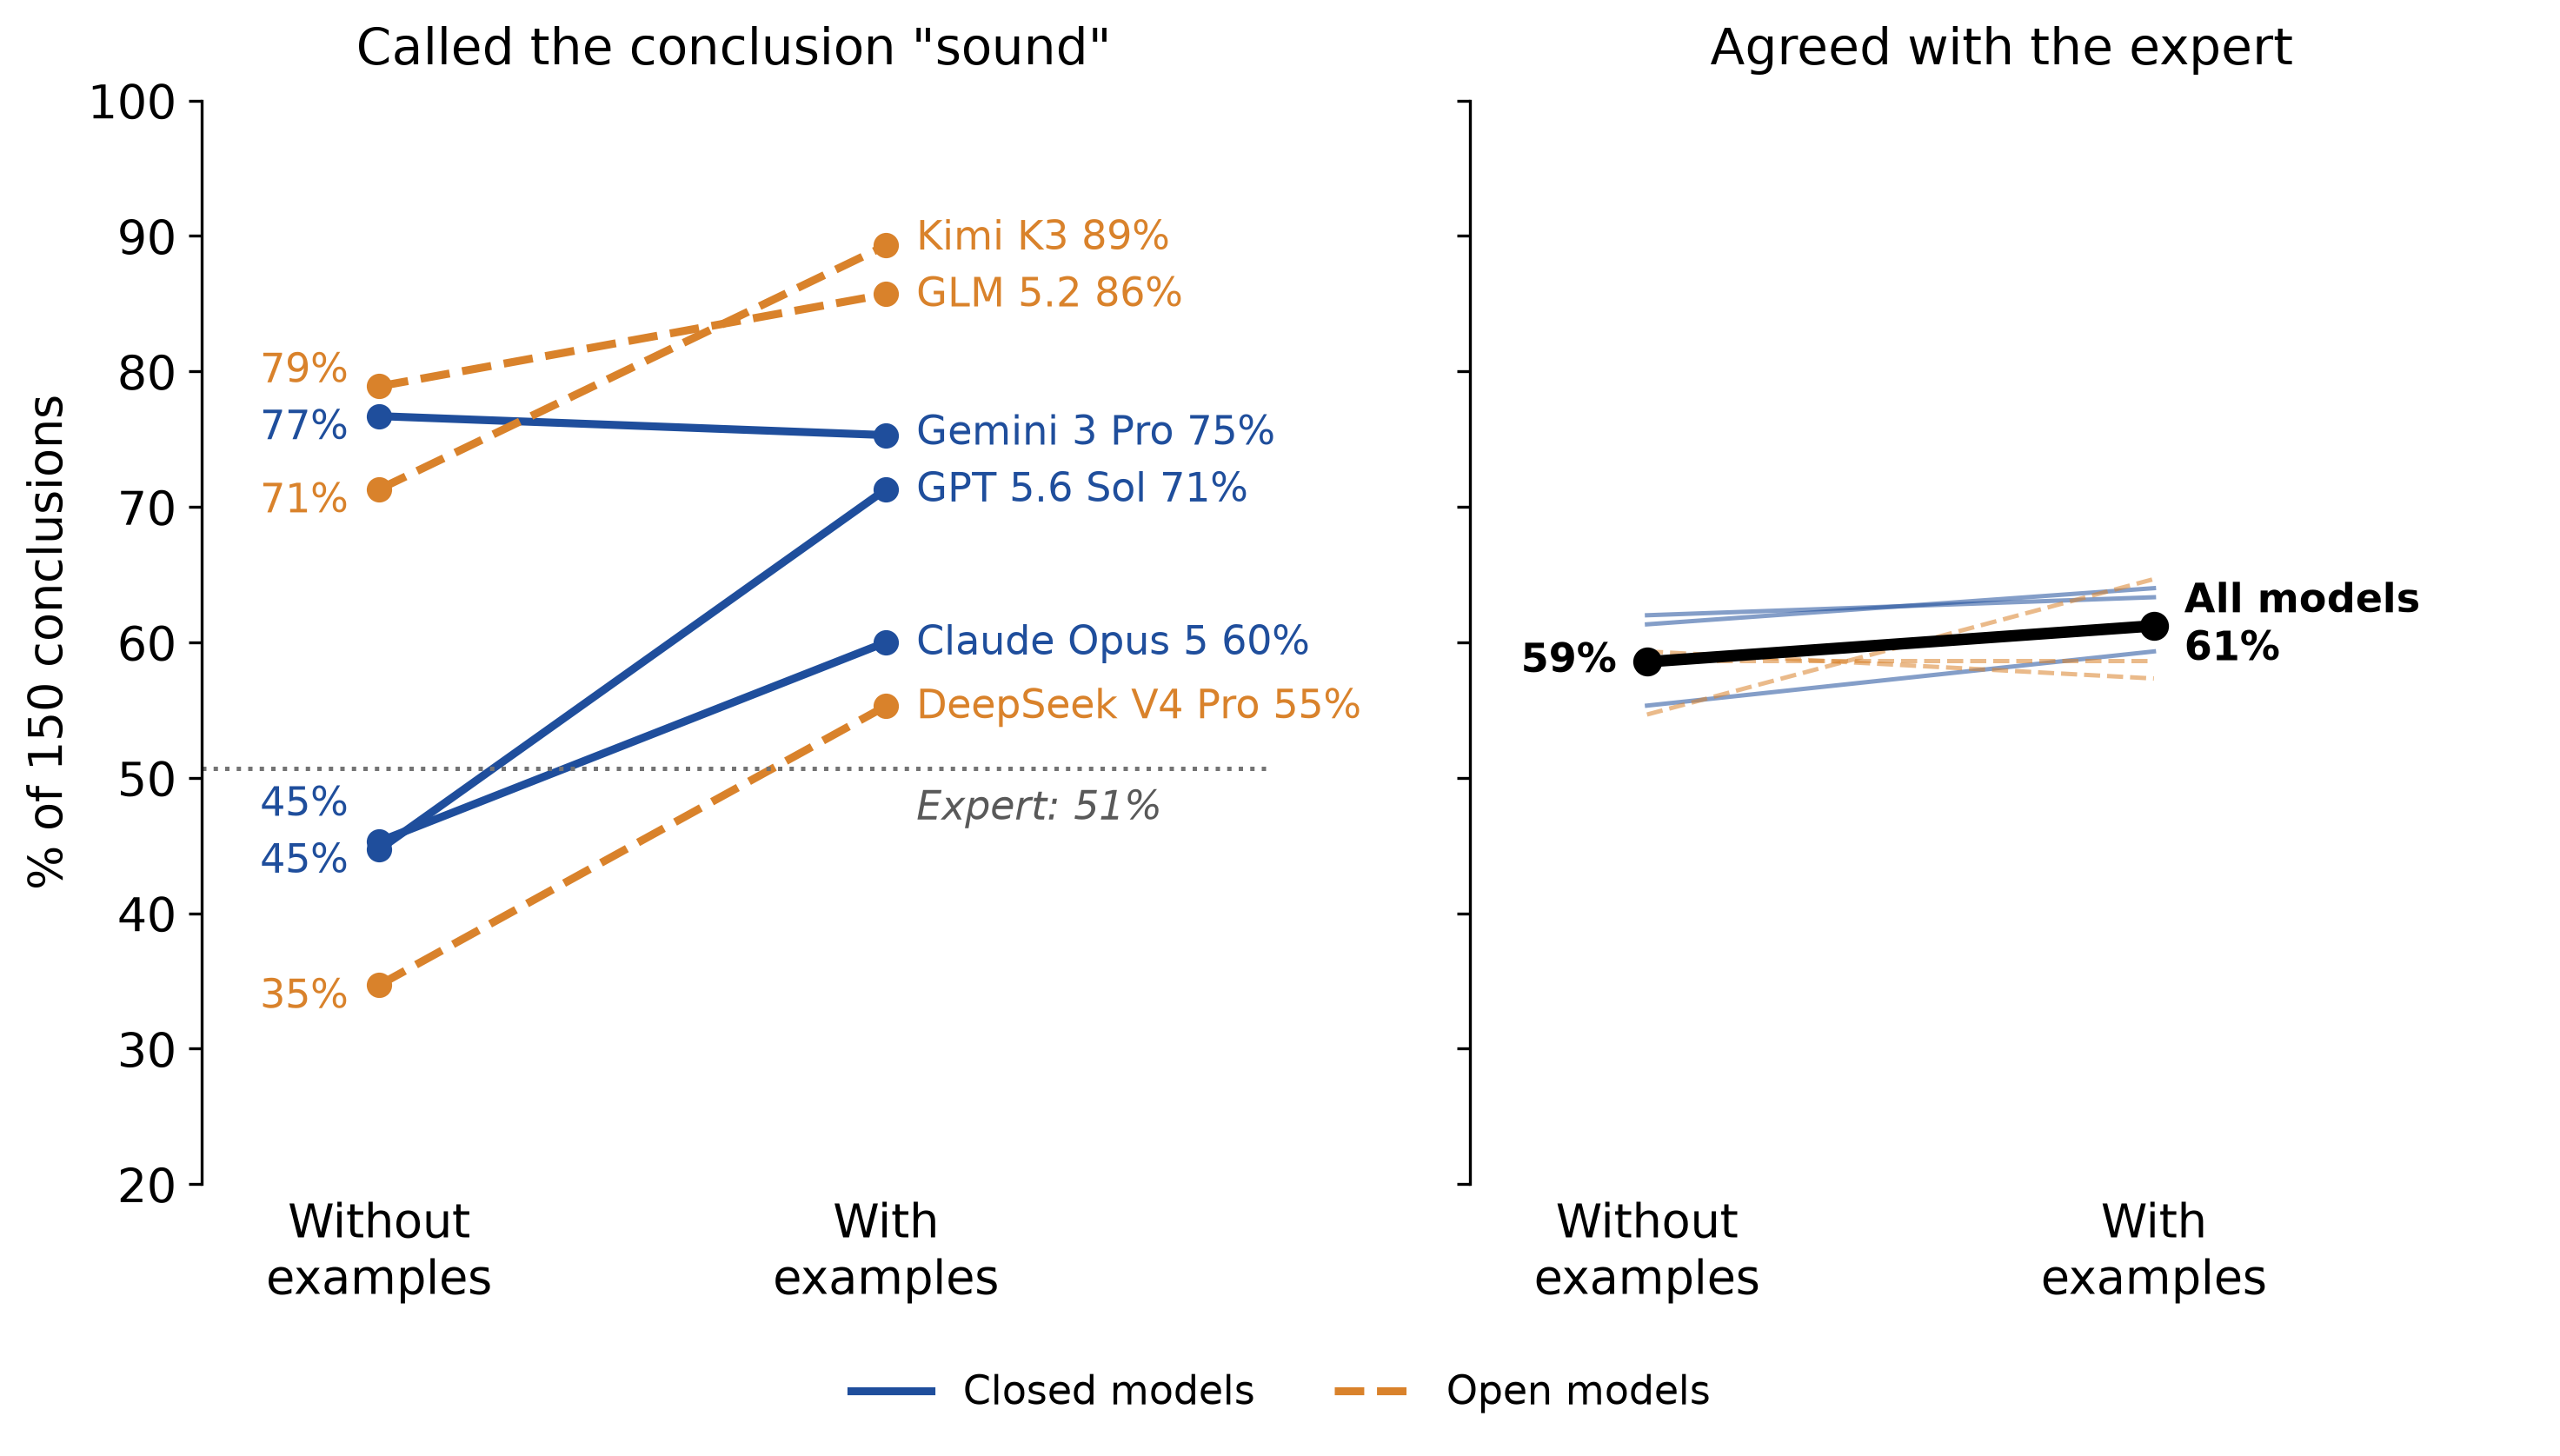 Called the conclusion "sound"
Agreed with the expert
% of 150 conclusions
100
90
80
70
60
50
40
30
20
79%
77%
71%
45%
45%
35%
Kimi K3 89%
GLM 5.2 86%
Gemini 3 Pro 75%
GPT 5.6 Sol 71%
Claude Opus 5 60%
DeepSeek V4 Pro 55%
Expert: 51%
Without
examples
With
examples
59%
All models
61%
Without
examples
With
examples
Closed models
Open models